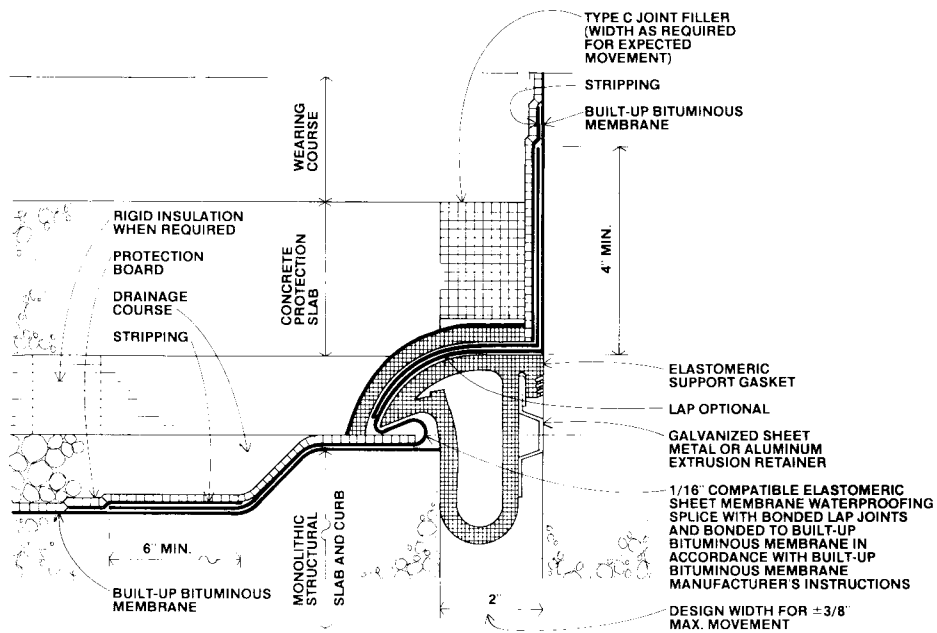 TYPE C JOINT FILLER
(WIDTH AS REQUIRED
FOR EXPECTED
MOVEMENT)
STRIPPING
BUILT-UP BITUMINOUS
MEMBRANE
WEARING
COURSE
RIGID INSULATION
WHEN REQUIRED
PROTECTION
BOARD
DRAINAGE
COURSE
STRIPPING
CONCRETE
PROTECTION
SLAB
4" MIN.
ELASTOMERIC
SUPPORT GASKET
LAP OPTIONAL
GALVANIZED SHEET
METAL OR ALUMINUM
EXTRUSION RETAINER
1/16" COMPATIBLE ELASTOMERIC
SHEET MEMBRANE WATERPROOFING
SPLICE WITH BONDED LAP JOINTS
AND BONDED TO BUILT-UP
BITUMINOUS MEMBRANE IN
ACCORDANCE WITH BUILT-UP
BITUMINOUS MEMBRANE
MANUFACTURER'S INSTRUCTIONS
6" MIN.
MONOLITHIC
STRUCTURAL
SLAB AND CURB
BUILT-UP BITUMINOUS
MEMBRANE
2"
DESIGN WIDTH FOR ±3/8"
MAX. MOVEMENT